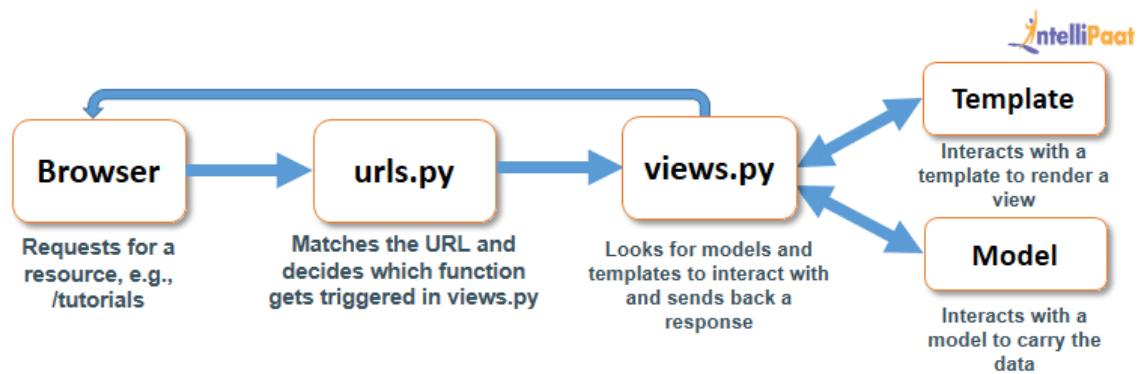 IntelliPaat
Browser
Requests for a
resource, e.g.,
/tutorials
urls.py
Matches the URL and
decides which function
gets triggered in views.py
views.py
Looks for models and
templates to interact with
and sends back a
response
Template
Interacts with a
template to render a
view
Model
Interacts with a
model to carry the
data